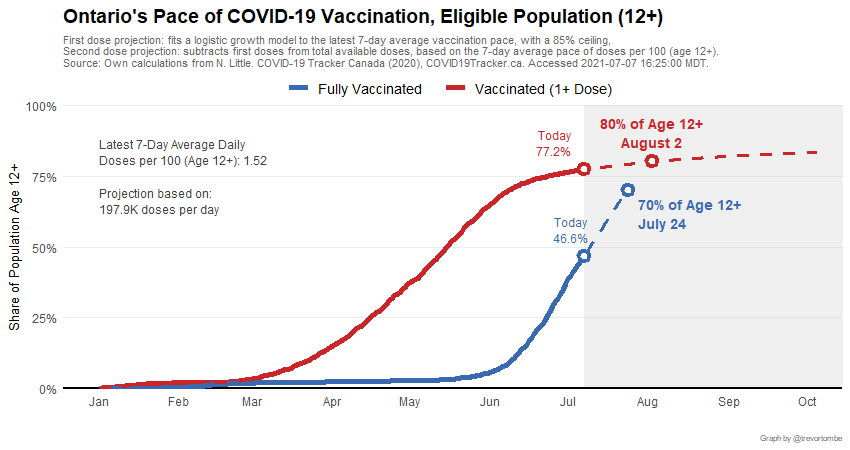 Ontario's Pace of COVID-19 Vaccination, Eligible Population (12+)
First dose projection: fits a logistic growth model to the latest 7-day average vaccination pace, with a 85% ceiling,
Second dose projection: subtracts first doses from total available doses, based on the 7-day average pace of doses per 100 (age 12+).
Source: Own calculations from N. Little. COVID-19 Tracker Canada (2020), COVID19Tracker.ca. Accessed 2021-07-07 16:25:00 MDT.
Fully Vaccinated
Vaccinated (1+ Dose)
100%
75%
50%
25%
0%
Share of Population Age 12+
Latest 7-Day Average Daily
Doses per 100 (Age 12+): 1.52
Projection based on:
197.9K doses per day
Today
77.2%
80% of Age 12+
August 2
Today
46.6%
70% of Age 12+
July 24
Jan
Feb
Mar
Apr
May
Jun
Jul
Aug
Sep
Oct
Graph by @trevortombe